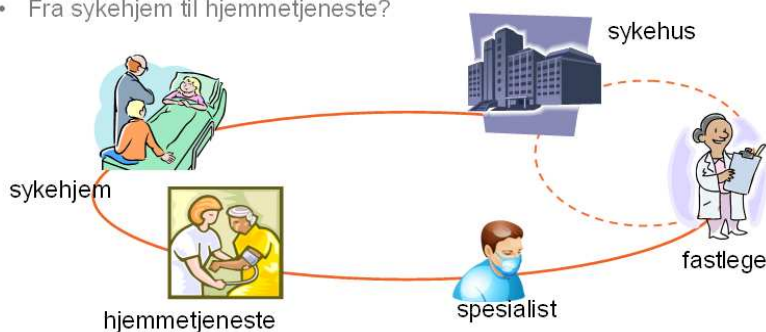 • Fra sykehjem til hjemmetjeneste?
sykehus
sykehjem
fastlege
spesialist
hjemmetjeneste